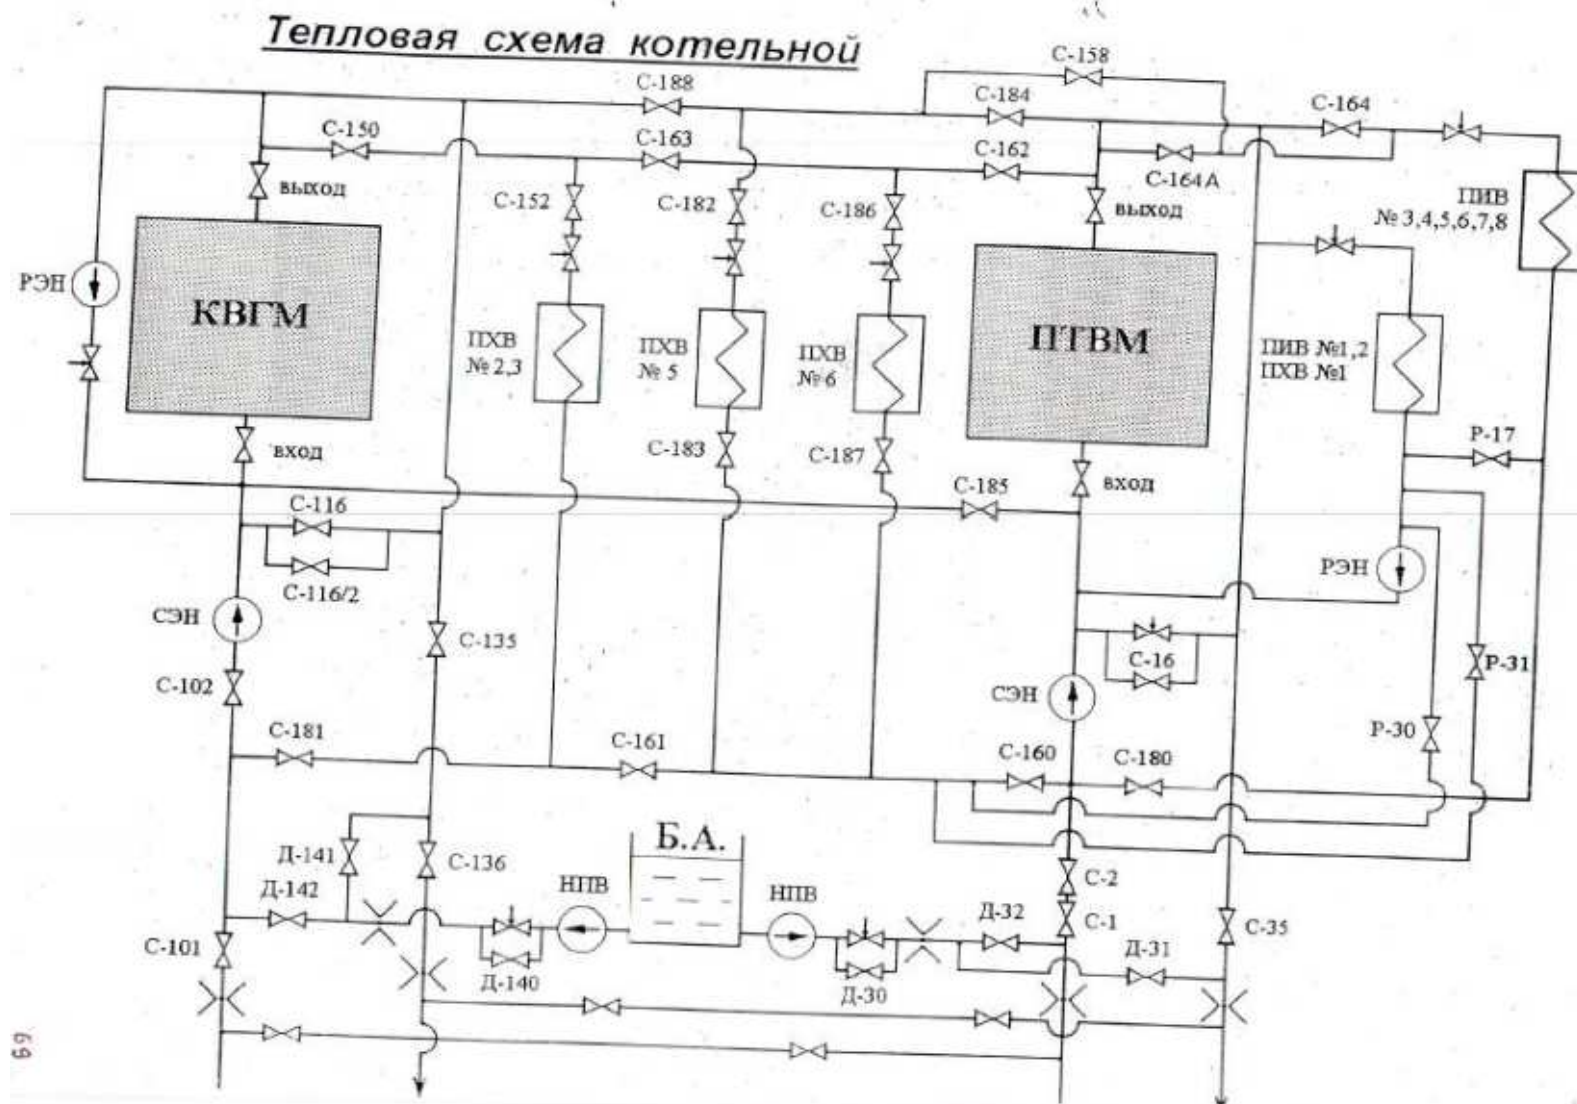 Тепловая схема котельной
С-158
С-188
С-184
С-164
С-150
С-163
С-162
С-164А
выход
С-152
С-182
С-186
выход
ПИВ
№ 3,4,5,6,7,8
РЭН
КВГМ
ПТВМ
ПХВ
№ 2,3
ПХВ
№ 5
ПХВ
№ 6
ПИВ №1,2
ПХВ №1
вход
С-183
С-187
Р-17
С-185
вход
С-116
С-116/2
РЭН
СЭН
С-135
С-16
Р-31
С-102
СЭН
Р-30
С-181
С-161
С-160
С-180
Б.А.
Д-141
С-136
С-2
Д-142
НПВ
НПВ
Д-32
С-1
С-35
С-101
Д-140
Д-30
Д-31
69